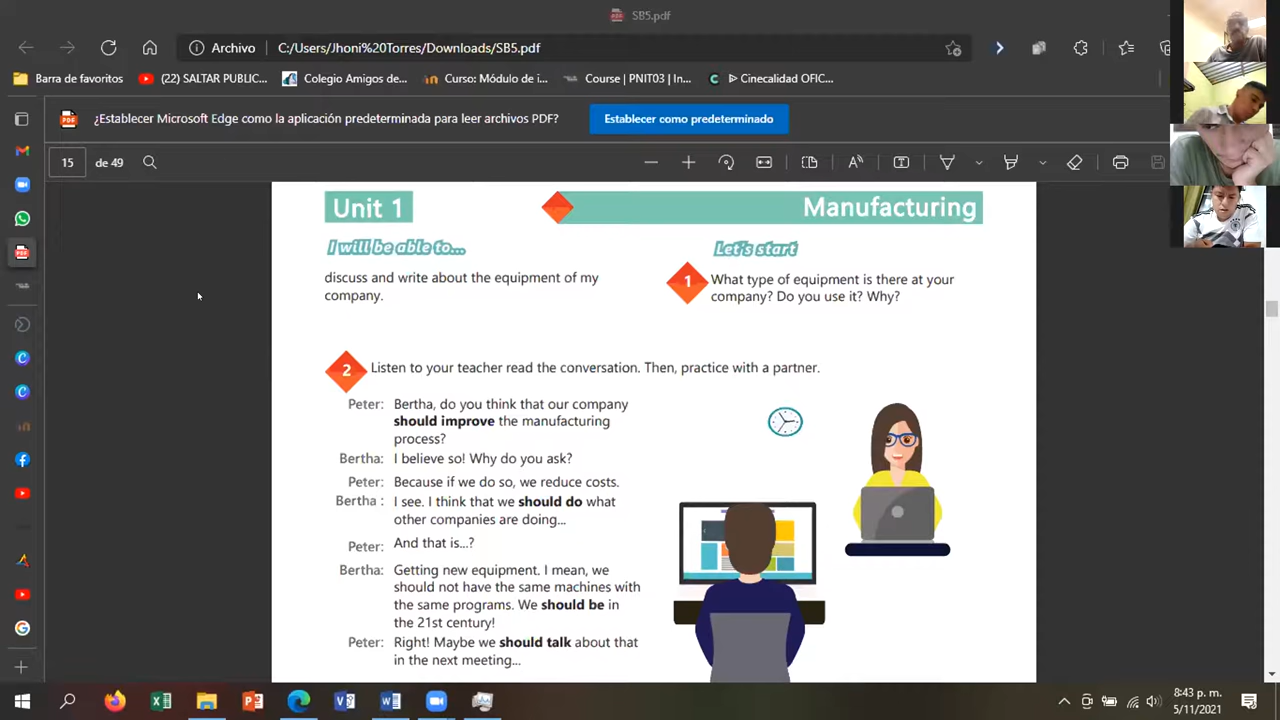 SB5.pdf
Archivo
C:/Users/Jhoni%20Torres/Downloads/SB5.pdf
Barra de favoritos
(22) SALTAR PUBLIC...
Colegio Amigos de...
Curso: Módulo de i...
Course | PNIT03 | In...
ᐅ Cinecalidad OFIC...
¿Establecer Microsoft Edge como la aplicación predeterminada para leer archivos PDF?
Establecer como predeterminado
15
de 49
Unit 1
Manufacturing
I will be able to...
Let's start
discuss and write about the equipment of my
company.
1
What type of equipment is there at your
company? Do you use it? Why?
2
Listen to your teacher read the conversation. Then, practice with a partner.
Peter: Bertha, do you think that our company
should improve the manufacturing
process?
Bertha: I believe so! Why do you ask?
Peter: Because if we do so, we reduce costs.
Bertha : I see. I think that we should do what
other companies are doing...
Peter: And that is...?
Bertha: Getting new equipment. I mean, we
should not have the same machines with
the same programs. We should be in
the 21st century!
Peter: Right! Maybe we should talk about that
in the next meeting...
8:43 p. m.
5/11/2021